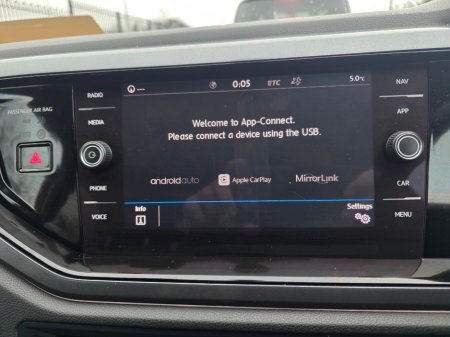 RADIO
MEDIA
PHONE
VOICE
PASSENGER AIR BAG
---
0:05
ETC
5.0°C
Welcome to App-Connect.
Please connect a device using the USB.
androidauto
Apple CarPlay
MirrorLink
Info
Settings
NAV
APP
CAR
MENU